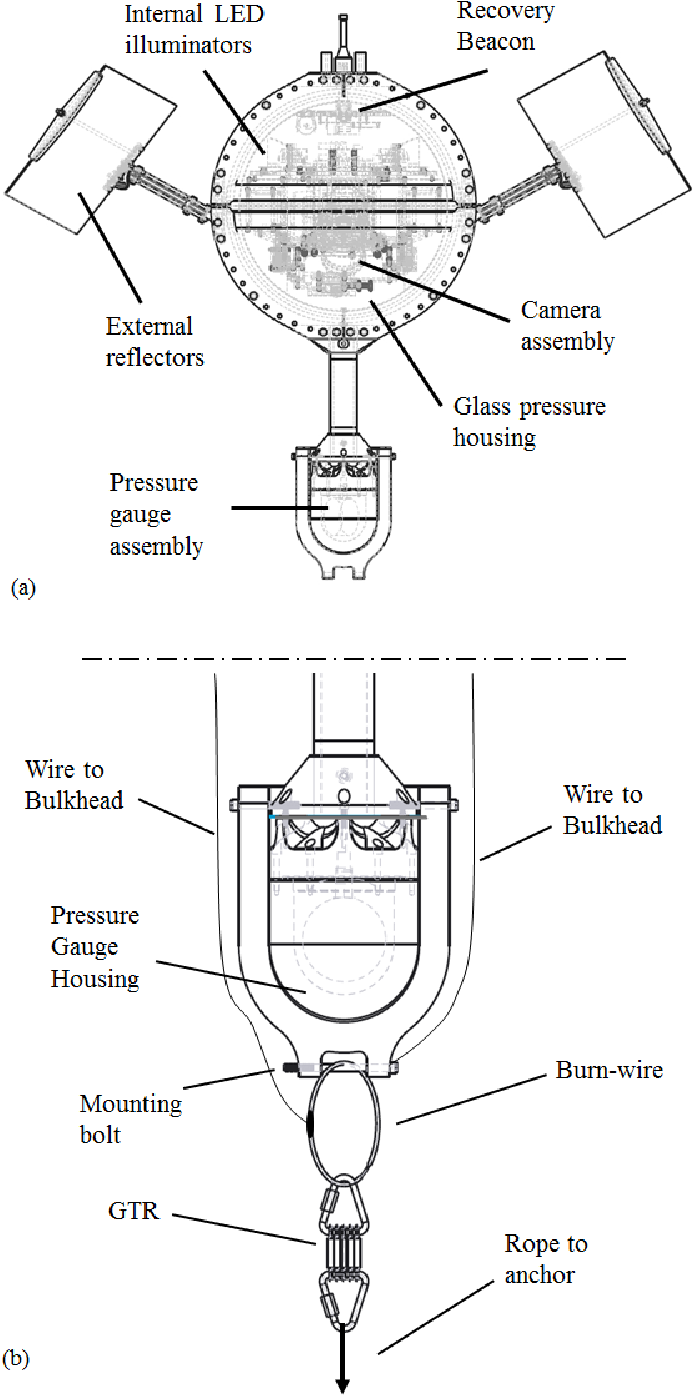 Internal LED
illuminators
Recovery
Beacon
External
reflectors
Camera
assembly
Glass pressure
housing
Pressure
gauge
assembly
(a)
Wire to
Bulkhead
Wire to
Bulkhead
Pressure
Gauge
Housing
Burn-wire
Mounting
bolt
GTR
Rope to
anchor
(b)